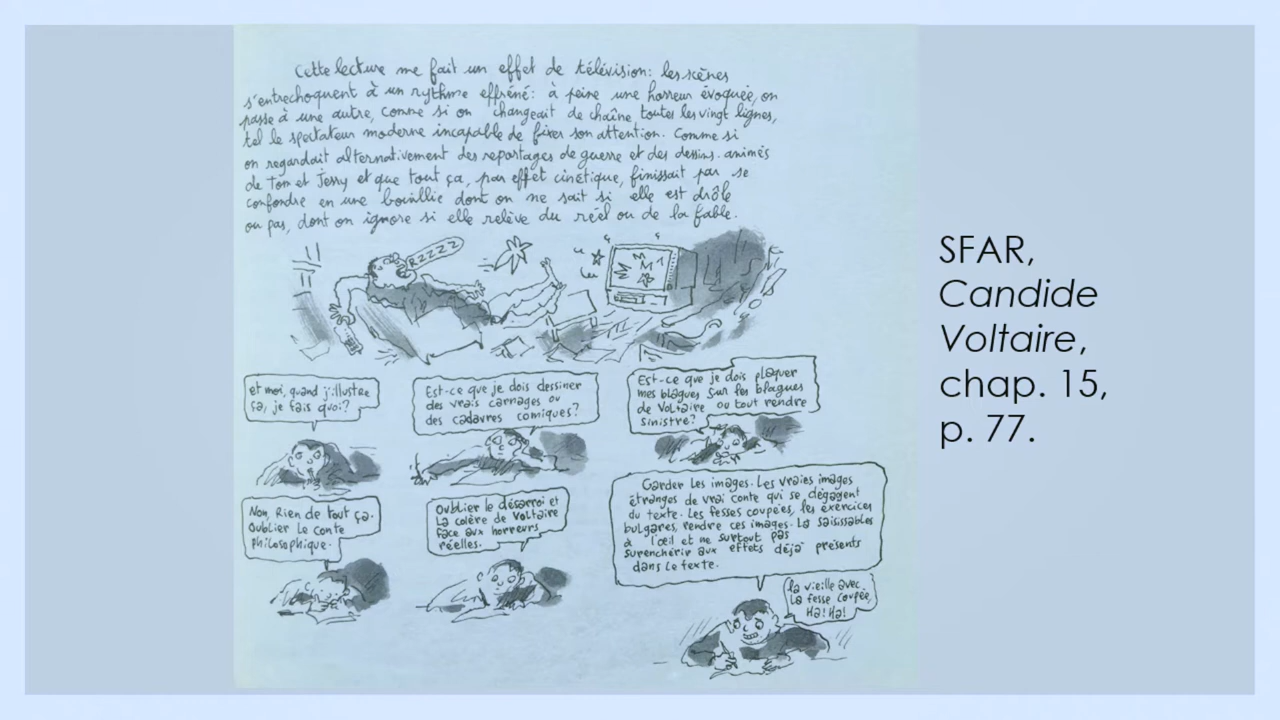 Cette lecture me fait un effet de télévision: les scènes
s'entrechoquent à un rythme effréné: à peine une horreur évoquée, on
passe à une autre, comme si on changeait de chaîne toutes les vingt lignes,
tel le spectateur moderne incapable de fixer son attention. Comme si
on regardait alternativement des reportages de guerre et des dessins-animés
de Tom et Jerry et que tout ça, par effet cinétique, finissait par se
confondre en une bouillie dont on ne sait si elle est drôle
ou pas, dont on ignore si elle relève du réel ou de la fable.
RZZZZ
et moi, quand j'illustre
ça, je fais quoi?
Est-ce que je dois dessiner
des vrais carnages ou
des cadavres comiques?
Est-ce que je dois plaquer
mes blagues sur les blagues
de Voltaire ou tout rendre
sinistre?
Non. Rien de tout ça.
Oublier le conte
philosophique.
Oublier le désarroi et
La colère de Voltaire
face aux horreurs
réelles.
Garder les images. Les vraies images
étranges de vrai conte qui se dégagent
du texte. Les fesses coupées, les exercices
bulgares, rendre ces images. Là saisissables
à l'œil et ne surtout pas
surenchérir aux effets déjà présents
dans le texte.
la vieille avec
la fesse coupée,
Ha! Ha!
SFAR,
Candide
Voltaire,
chap. 15,
p. 77.